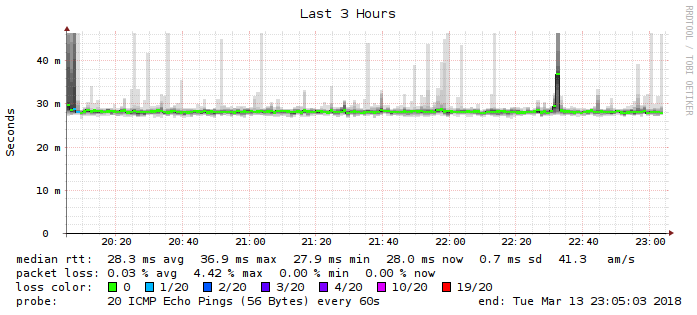 Last 3 Hours
RRDTOOL / TOBI OETIKER
Seconds
40 m
30 m
20 m
10 m
0
20:20 20:40 21:00 21:20 21:40 22:00 22:20 22:40 23:00
median rtt: 28.3 ms avg 36.9 ms max 27.9 ms min 28.0 ms now 0.7 ms sd 41.3 am/s
packet loss: 0.03 % avg 4.42 % max 0.00 % min 0.00 % now
loss color: 0 1/20 2/20 3/20 4/20 10/20 19/20
probe: 20 ICMP Echo Pings (56 Bytes) every 60s end: Tue Mar 13 23:05:03 2018